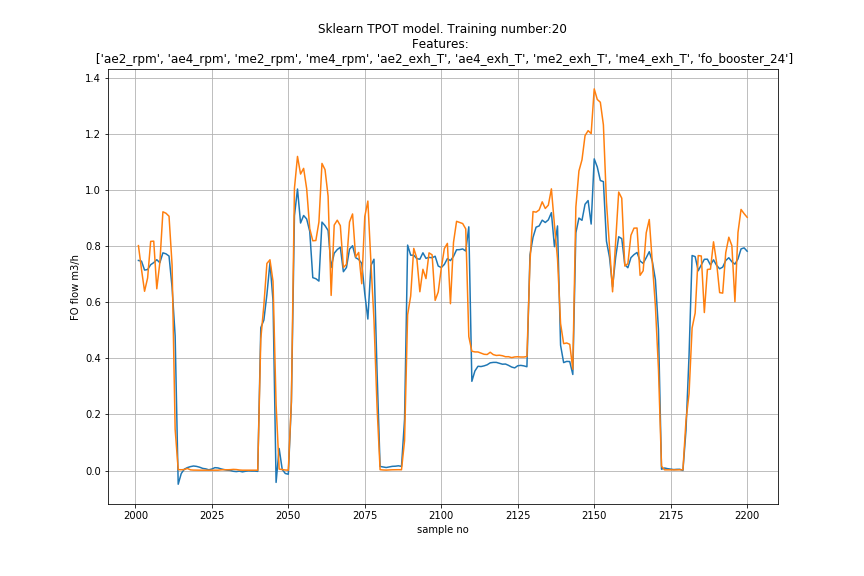 Sklearn TPOT model. Training number:20
Features:
['ae2_rpm', 'ae4_rpm', 'me2_rpm', 'me4_rpm', 'ae2_exh_T', 'ae4_exh_T', 'me2_exh_T', 'me4_exh_T', 'fo_booster_24']
1.4
1.2
1.0
0.8
0.6
0.4
0.2
0.0
FO flow m3/h
2000 2025 2050 2075 2100 2125 2150 2175 2200
sample no